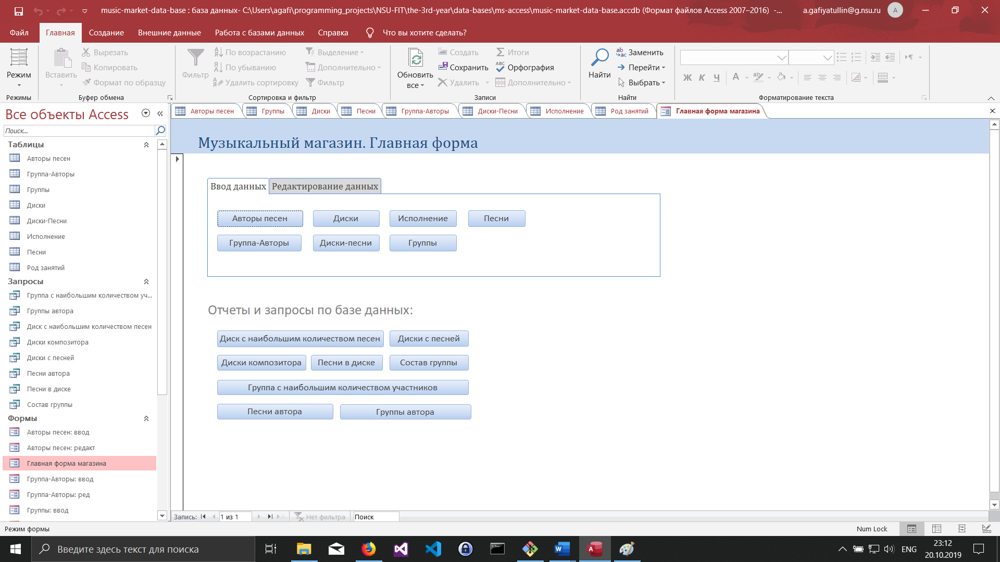 music-market-data-base : база данных- C:\Users\agafi\programming_projects\NSU-FIT\the-3rd-year\data-bases\ms-access\music-market-data-base.accdb (Формат файлов Access 2007–2016) -...
a.gafiyatullin@g.nsu.ru
A
Файл
Главная
Создание
Внешние данные
Работа с базами данных
Справка
Что вы хотите сделать?
Режим
Режимы
Вставить
Вырезать
Копировать
Формат по образцу
Буфер обмена
Фильтр
По возрастанию
По убыванию
Удалить сортировку
Выделение
Дополнительно
Фильтр
Сортировка и фильтр
Обновить
все
Создать
Сохранить
Удалить
Итоги
Орфография
Дополнительно
Записи
Найти
Заменить
Перейти
Выбрать
Найти
Ж К Ч
Форматирование текста
Все объекты Access
Поиск...
Таблицы
Авторы песен
Группа-Авторы
Группы
Диски
Диски-Песни
Исполнение
Песни
Род занятий
Запросы
Группа с наибольшим количеством уч...
Группы автора
Диск с наибольшим количеством песен
Диски композитора
Диски с песней
Песни автора
Песни в диске
Состав группы
Формы
Авторы песен: ввод
Авторы песен: редакт
Главная форма магазина
Группа-Авторы: ввод
Группа-Авторы: ред
Группы: ввод
Авторы песен
Группы
Диски
Песни
Группа-Авторы
Диски-Песни
Исполнение
Род занятий
Главная форма магазина
Музыкальный магазин. Главная форма
Ввод данных
Редактирование данных
Авторы песен
Диски
Исполнение
Песни
Группа-Авторы
Диски-песни
Группы
Отчеты и запросы по базе данных:
Диск с наибольшим количеством песен
Диски с песней
Диски композитора
Песни в диске
Состав группы
Группа с наибольшим количеством участников
Песни автора
Группы автора
Запись:
1 из 1
Нет фильтра
Поиск
Режим формы
Num Lock
Введите здесь текст для поиска
ENG
23:12
20.10.2019